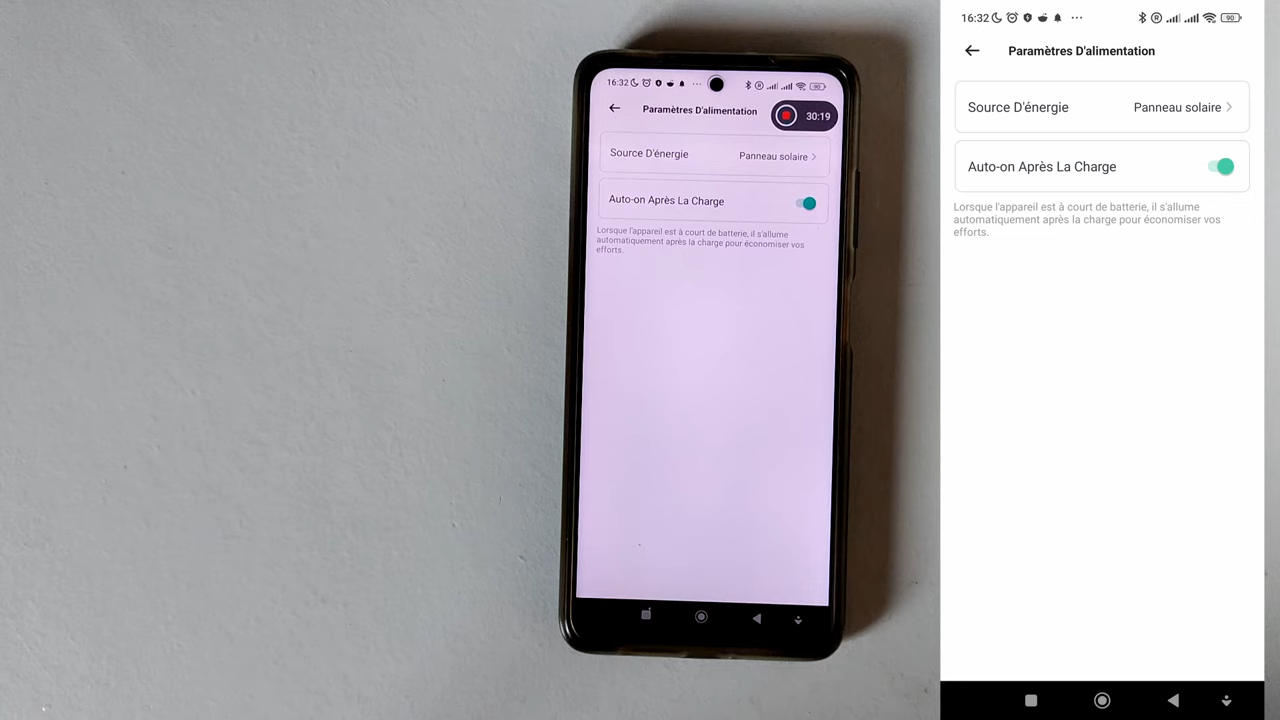 16:32
Paramètres D'alimentation
30:19
Source D'énergie
Panneau solaire
Auto-on Après La Charge
Lorsque l'appareil est à court de batterie, il s'allume
automatiquement après la charge pour économiser vos
efforts.
16:32
90
Paramètres D'alimentation
Source D'énergie
Panneau solaire
Auto-on Après La Charge
Lorsque l'appareil est à court de batterie, il s'allume
automatiquement après la charge pour économiser vos
efforts.